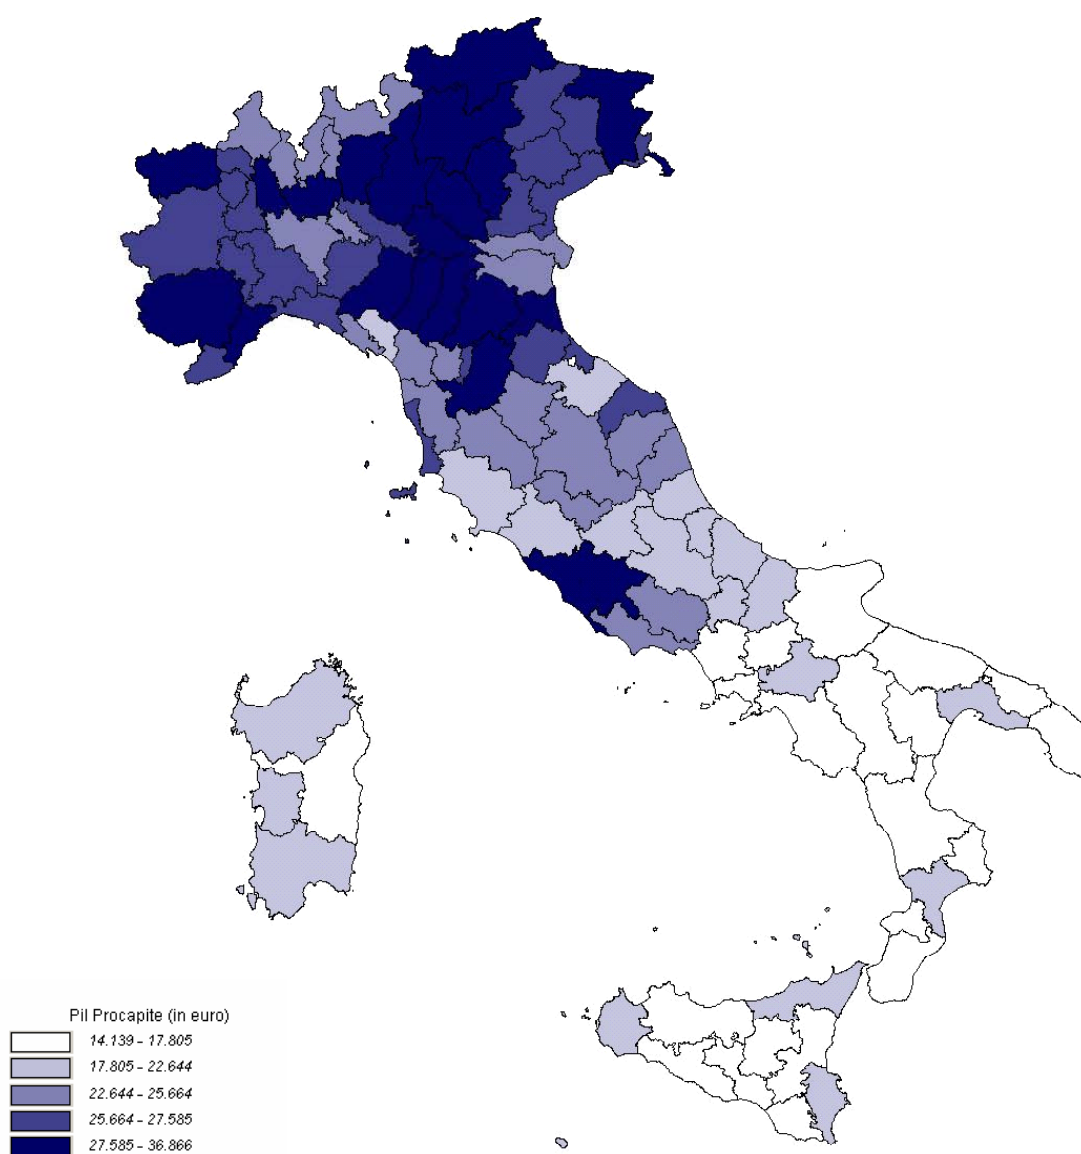 Pil Procapite (in euro)
14.139 - 17.805
17.805 - 22.644
22.644 - 25.664
25.664 - 27.585
27.585 - 36.866